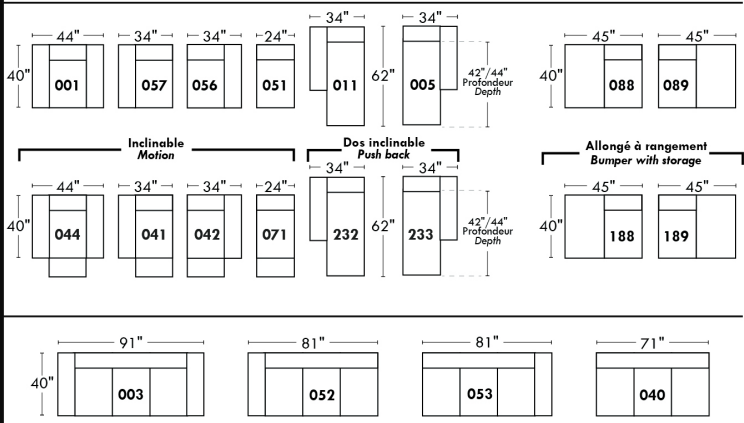 44" 34" 34" 24" 34" 34" 45" 45"
40" 001 057 056 051 011 62" 005 42"/44" Profondeur Depth 40" 088 089
Inclinable
Motion
Dos inclinable
Push back
Allongé à rangement
Bumper with storage
44" 34" 34" 24" 34" 34" 45" 45"
40" 044 041 042 071 232 62" 233 42"/44" Profondeur Depth 40" 188 189
91" 81" 81" 71"
40" 003 052 053 040